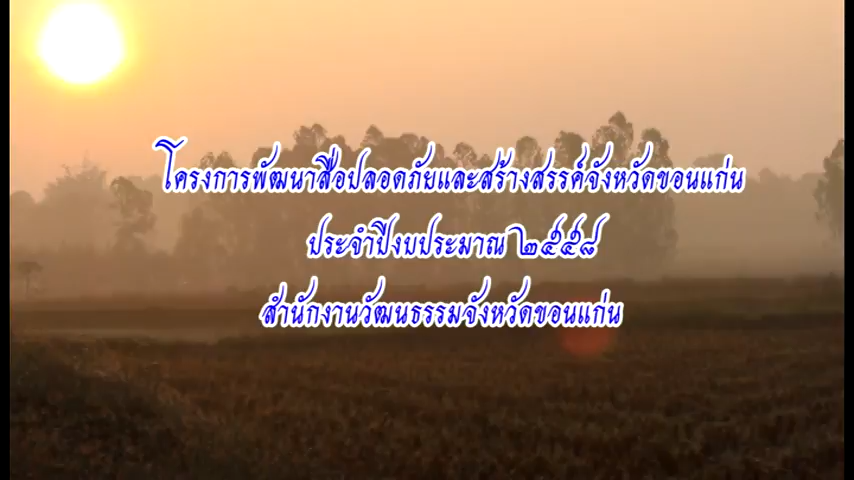 โครงการพัฒนาสื่อปลอดภัยและสร้างสรรค์จังหวัดขอนแก่น
ประจำปีงบประมาณ ๒๕๕๘
สำนักงานวัฒนธรรมจังหวัดขอนแก่น